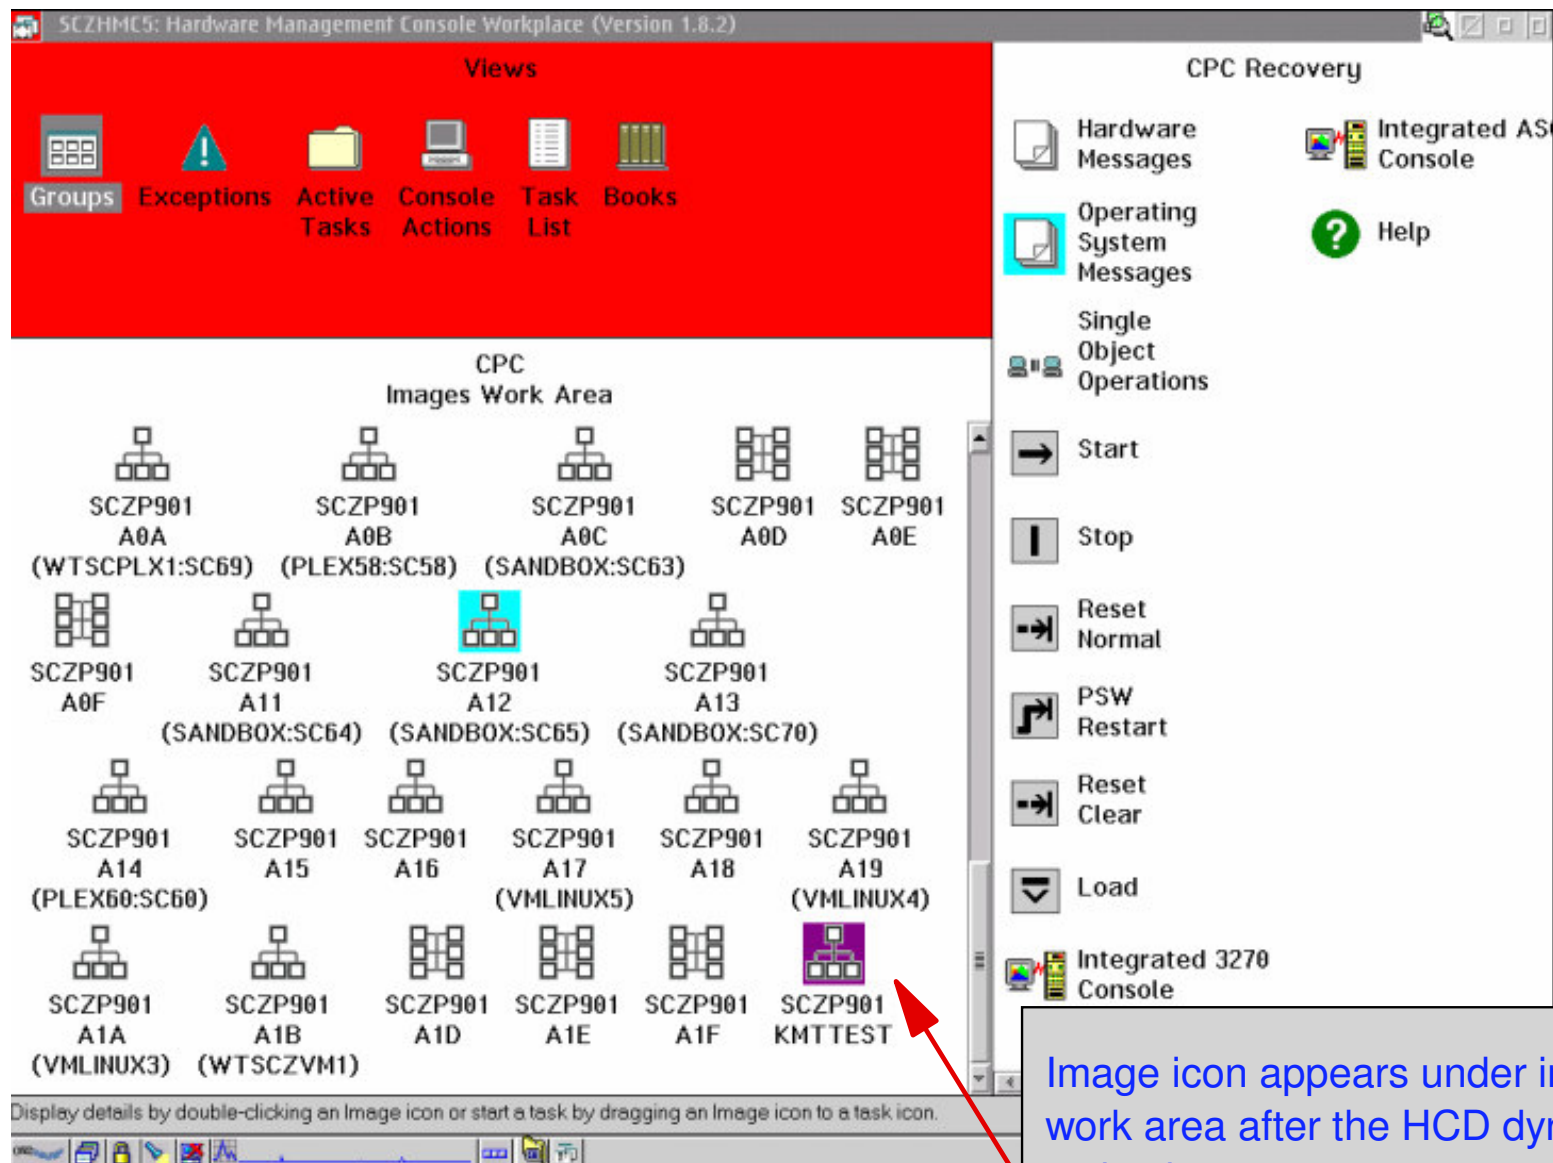 SCZHMC5: Hardware Management Console Workplace (Version 1.8.2)
Views
Groups
Exceptions
Active
Tasks
Console
Actions
Task
List
Books
CPC
Images Work Area
SCZP901
A0A
(WTSCPLX1:SC69)
SCZP901
A0B
(PLEX58:SC58)
SCZP901
A0C
(SANDBOX:SC63)
SCZP901
A0D
SCZP901
A0E
SCZP901
A0F
SCZP901
A11
(SANDBOX:SC64)
SCZP901
A12
(SANDBOX:SC65)
SCZP901
A13
(SANDBOX:SC70)
SCZP901
A14
(PLEX60:SC60)
SCZP901
A15
SCZP901
A16
SCZP901
A17
(VMLINUX5)
SCZP901
A18
SCZP901
A19
(VMLINUX4)
SCZP901
A1A
(VMLINUX3)
SCZP901
A1B
(WTSCZVM1)
SCZP901
A1D
SCZP901
A1E
SCZP901
A1F
SCZP901
KMTTEST
Display details by double-clicking an Image icon or start a task by dragging an Image icon to a task icon.
CPC Recovery
Hardware
Messages
Operating
System
Messages
Single
Object
Operations
Start
Stop
Reset
Normal
PSW
Restart
Reset
Clear
Load
Integrated 3270
Console
Integrated
Console
Help
Image icon appears under
work area after the HCD